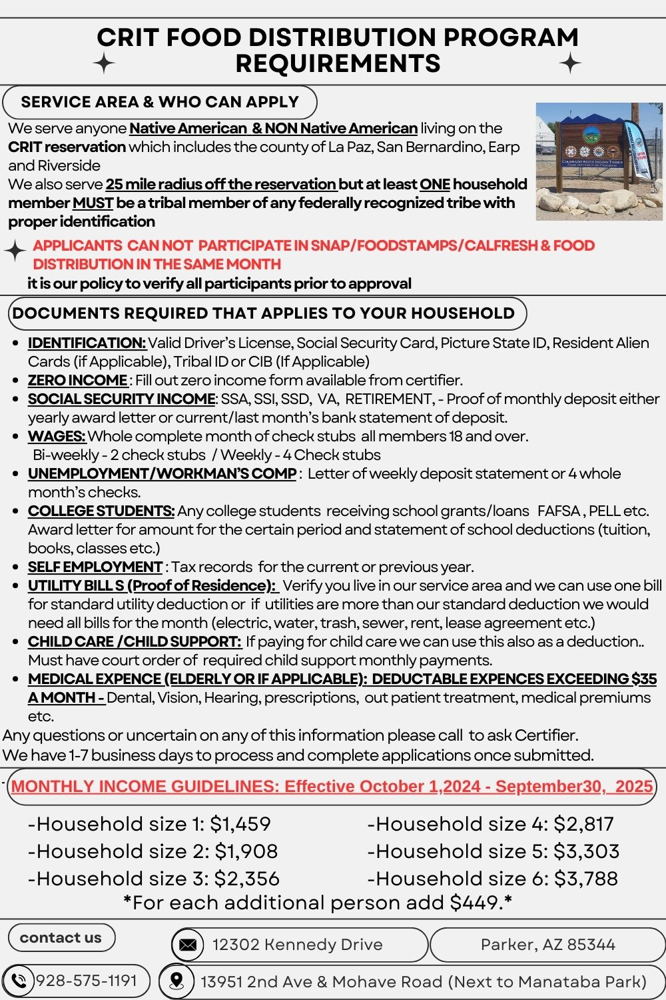 CRIT FOOD DISTRIBUTION PROGRAM
REQUIREMENTS
SERVICE AREA & WHO CAN APPLY
We serve anyone Native American & NON Native American living on the
CRIT reservation which includes the county of La Paz, San Bernardino, Earp
and Riverside
We also serve 25 mile radius off the reservation but at least ONE household
member MUST be a tribal member of any federally recognized tribe with
proper identification
COLORADO RIVER INDIAN TRIBES
FOOD DISTRIBUTION PROGRAM
APPLICANTS CAN NOT PARTICIPATE IN SNAP/FOODSTAMPS/CALFRESH & FOOD
DISTRIBUTION IN THE SAME MONTH
it is our policy to verify all participants prior to approval
DOCUMENTS REQUIRED THAT APPLIES TO YOUR HOUSEHOLD
• IDENTIFICATION: Valid Driver's License, Social Security Card, Picture State ID, Resident Alien
Cards (if Applicable), Tribal ID or CIB (If Applicable)
• ZERO INCOME : Fill out zero income form available from certifier.
• SOCIAL SECURITY INCOME: SSA, SSI, SSD, VA, RETIREMENT, - Proof of monthly deposit either
yearly award letter or current/last month's bank statement of deposit.
• WAGES: Whole complete month of check stubs all members 18 and over.
Bi-weekly - 2 check stubs / Weekly - 4 Check stubs
• UNEMPLOYMENT/WORKMAN'S COMP : Letter of weekly deposit statement or 4 whole
month's checks.
• COLLEGE STUDENTS: Any college students receiving school grants/loans FAFSA , PELL etc.
Award letter for amount for the certain period and statement of school deductions (tuition,
books, classes etc.)
• SELF EMPLOYMENT : Tax records for the current or previous year.
• UTILITY BILL S (Proof of Residence): Verify you live in our service area and we can use one bill
for standard utility deduction or if utilities are more than our standard deduction we would
need all bills for the month (electric, water, trash, sewer, rent, lease agreement etc.)
• CHILD CARE /CHILD SUPPORT: If paying for child care we can use this also as a deduction..
Must have court order of required child support monthly payments.
• MEDICAL EXPENCE (ELDERLY OR IF APPLICABLE): DEDUCTABLE EXPENCES EXCEEDING $35
A MONTH - Dental, Vision, Hearing, prescriptions, out patient treatment, medical premiums
etc.
Any questions or uncertain on any of this information please call to ask Certifier.
We have 1-7 business days to process and complete applications once submitted.
- MONTHLY INCOME GUIDELINES: Effective October 1,2024 - September30, 2025
-Household size 1: $1,459
-Household size 2: $1,908
-Household size 3: $2,356
-Household size 4: $2,817
-Household size 5: $3,303
-Household size 6: $3,788
*For each additional person add $449.*
contact us
12302 Kennedy Drive
Parker, AZ 85344
928-575-1191
13951 2nd Ave & Mohave Road (Next to Manataba Park)